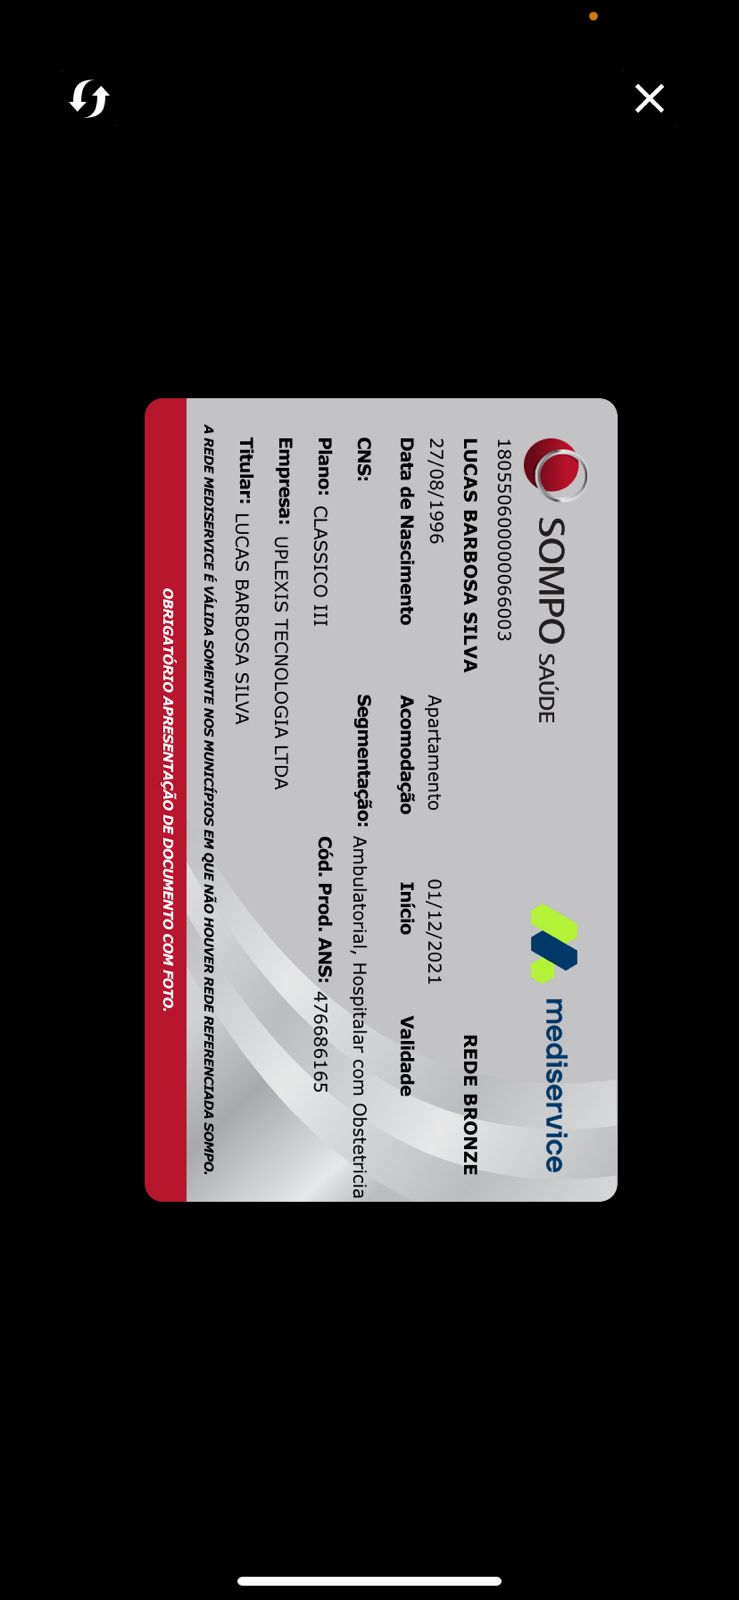 SOMPO SAÚDE
mediservice
180550600000066003
LUCAS BARBOSA SILVA REDE BRONZE
27/08/1996 Apartamento 01/12/2021
Data de Nascimento Acomodação Início Validade
CNS: Segmentação: Ambulatorial, Hospitalar com Obstetricia
Plano: CLASSICO III Cód. Prod. ANS: 476686165
Empresa: UPLEXIS TECNOLOGIA LTDA
Titular: LUCAS BARBOSA SILVA
A REDE MEDISERVICE É VÁLIDA SOMENTE NOS MUNICÍPIOS EM QUE NÃO HOUVER REDE REFERENCIADA SOMPO.
OBRIGATÓRIO APRESENTAÇÃO DE DOCUMENTO COM FOTO.